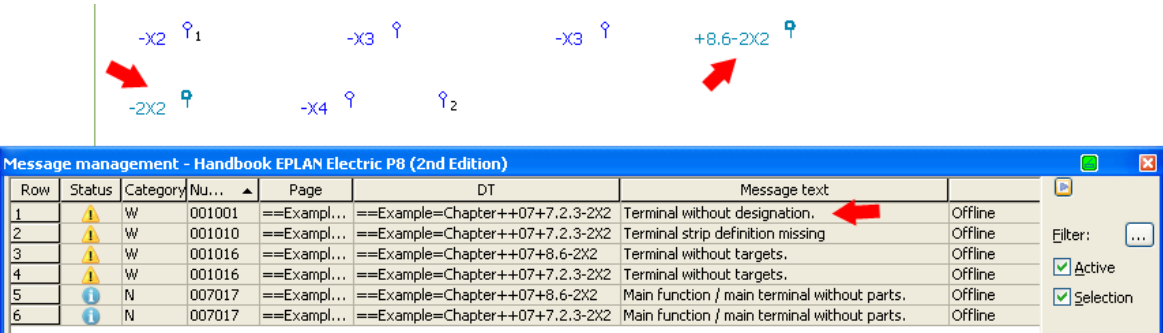 -X2 1 -X3 -X3 +8.6-2X2
-2X2 -X4 2
Message management - Handbook EPLAN Electric P8 (2nd Edition)
Row Status Category Nu... Page DT Message text
1 W 001001 ==Exampl... ==Example=Chapter++07+7.2.3-2X2 Terminal without designation. Offline
2 W 001010 ==Exampl... ==Example=Chapter++07+7.2.3-2X2 Terminal strip definition missing Offline
3 W 001016 ==Exampl... ==Example=Chapter++07+8.6-2X2 Terminal without targets. Offline
4 W 001016 ==Exampl... ==Example=Chapter++07+7.2.3-2X2 Terminal without targets. Offline
5 N 007017 ==Exampl... ==Example=Chapter++07+8.6-2X2 Main function / main terminal without parts. Offline
6 N 007017 ==Exampl... ==Example=Chapter++07+7.2.3-2X2 Main function / main terminal without parts. Offline
Filter: ...
Active
Selection